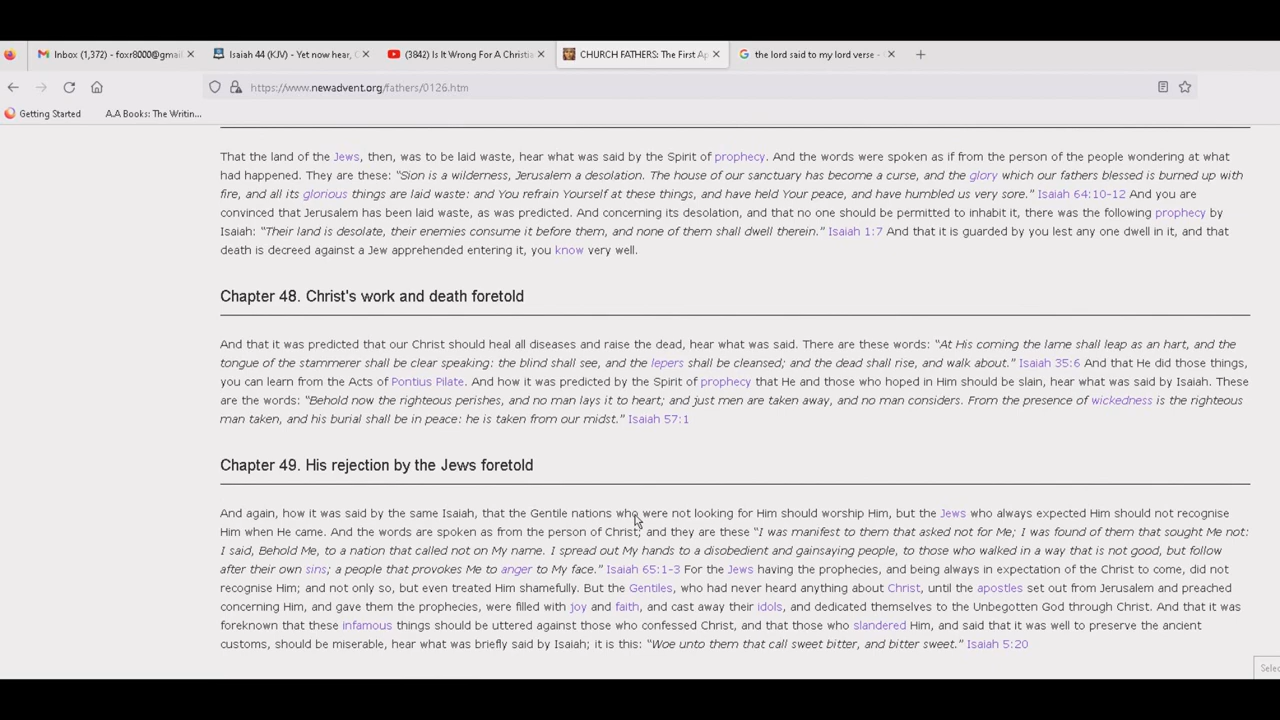 Inbox (1,372) - foxr8000@gmail.
Isaiah 44 (KJV) - Yet now hear, O
(3842) Is It Wrong For A Christia
CHURCH FATHERS: The First Ap
the lord said to my lord verse -
https://www.newadvent.org/fathers/0126.htm
Getting Started
A.A Books: The Writin...
That the land of the Jews, then, was to be laid waste, hear what was said by the Spirit of prophecy. And the words were spoken as if from the person of the people wondering at what
had happened. They are these: “Sion is a wilderness, Jerusalem a desolation. The house of our sanctuary has become a curse, and the glory which our fathers blessed is burned up with
fire, and all its glorious things are laid waste: and You refrain Yourself at these things, and have held Your peace, and have humbled us very sore.” Isaiah 64:10-12 And you are
convinced that Jerusalem has been laid waste, as was predicted. And concerning its desolation, and that no one should be permitted to inhabit it, there was the following prophecy by
Isaiah: “Their land is desolate, their enemies consume it before them, and none of them shall dwell therein.” Isaiah 1:7 And that it is guarded by you lest any one dwell in it, and that
death is decreed against a Jew apprehended entering it, you know very well.
Chapter 48. Christ's work and death foretold
And that it was predicted that our Christ should heal all diseases and raise the dead, hear what was said. There are these words: “At His coming the lame shall leap as an hart, and the
tongue of the stammerer shall be clear speaking: the blind shall see, and the lepers shall be cleansed; and the dead shall rise, and walk about.” Isaiah 35:6 And that He did those things,
you can learn from the Acts of Pontius Pilate. And how it was predicted by the Spirit of prophecy that He and those who hoped in Him should be slain, hear what was said by Isaiah. These
are the words: “Behold now the righteous perishes, and no man lays it to heart; and just men are taken away, and no man considers. From the presence of wickedness is the righteous
man taken, and his burial shall be in peace: he is taken from our midst.” Isaiah 57:1
Chapter 49. His rejection by the Jews foretold
And again, how it was said by the same Isaiah, that the Gentile nations who were not looking for Him should worship Him, but the Jews who always expected Him should not recognise
Him when He came. And the words are spoken as from the person of Christ; and they are these “I was manifest to them that asked not for Me; I was found of them that sought Me not:
I said, Behold Me, to a nation that called not on My name. I spread out My hands to a disobedient and gainsaying people, to those who walked in a way that is not good, but follow
after their own sins; a people that provokes Me to anger to My face.” Isaiah 65:1-3 For the Jews having the prophecies, and being always in expectation of the Christ to come, did not
recognise Him; and not only so, but even treated Him shamefully. But the Gentiles, who had never heard anything about Christ, until the apostles set out from Jerusalem and preached
concerning Him, and gave them the prophecies, were filled with joy and faith, and cast away their idols, and dedicated themselves to the Unbegotten God through Christ. And that it was
foreknown that these infamous things should be uttered against those who confessed Christ, and that those who slandered Him, and said that it was well to preserve the ancient
customs, should be miserable, hear what was briefly said by Isaiah; it is this: “Woe unto them that call sweet bitter, and bitter sweet.” Isaiah 5:20
Selec